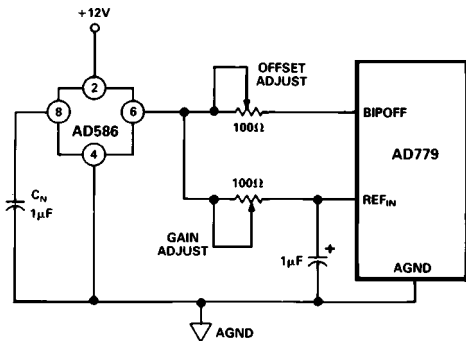 +12V
OFFSET
ADJUST
2
8
6
AD586
4
100Ω
BIPOFF
AD779
C_N
1μF
100Ω
REF_IN
GAIN
ADJUST
1μF
+
AGND
AGND